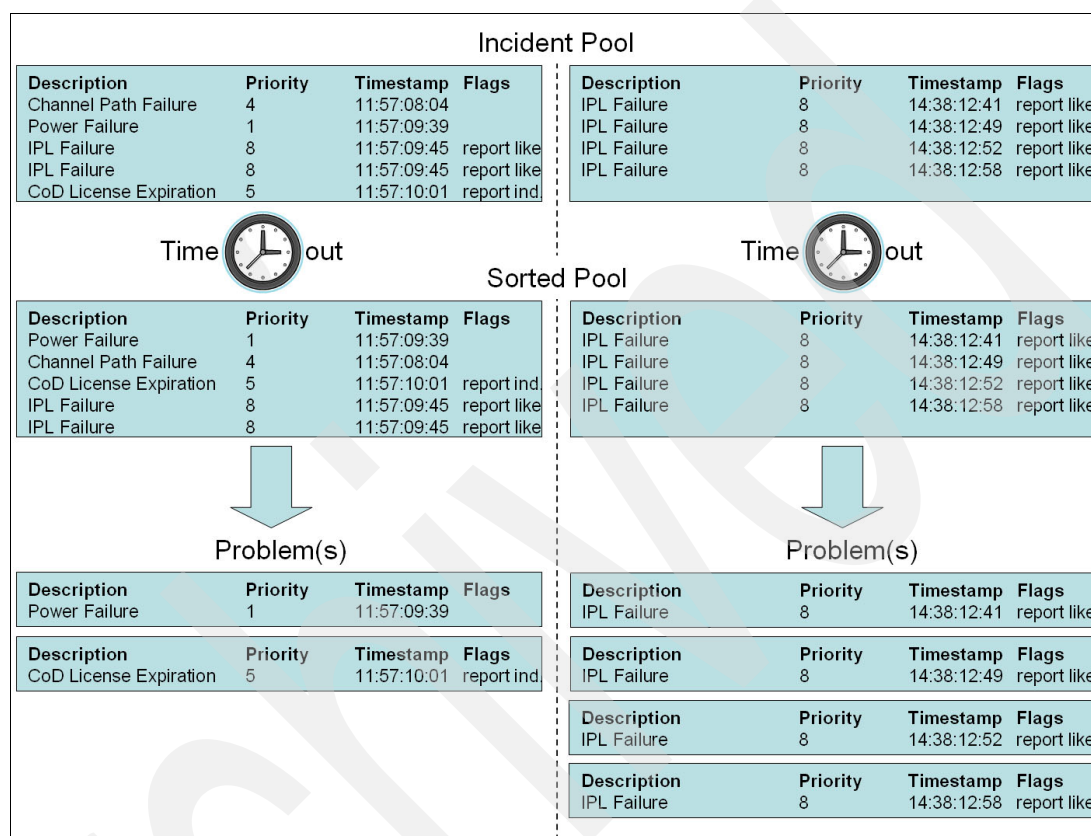 Incident Pool
Description Priority Timestamp Flags
Channel Path Failure 4 11:57:08:04
Power Failure 1 11:57:09:39
IPL Failure 8 11:57:09:45 report like
IPL Failure 8 11:57:09:45 report like
CoD License Expiration 5 11:57:10:01 report ind.
Description Priority Timestamp Flags
IPL Failure 8 14:38:12:41 report like
IPL Failure 8 14:38:12:49 report like
IPL Failure 8 14:38:12:52 report like
IPL Failure 8 14:38:12:58 report like
Time out
Time out
Sorted Pool
Description Priority Timestamp Flags
Power Failure 1 11:57:09:39
Channel Path Failure 4 11:57:08:04
CoD License Expiration 5 11:57:10:01 report ind.
IPL Failure 8 11:57:09:45 report like
IPL Failure 8 11:57:09:45 report like
Description Priority Timestamp Flags
IPL Failure 8 14:38:12:41 report like
IPL Failure 8 14:38:12:49 report like
IPL Failure 8 14:38:12:52 report like
IPL Failure 8 14:38:12:58 report like
Problem(s)
Description Priority Timestamp Flags
Power Failure 1 11:57:09:39
Description Priority Timestamp Flags
CoD License Expiration 5 11:57:10:01 report ind.
Problem(s)
Description Priority Timestamp Flags
IPL Failure 8 14:38:12:41 report like
Description Priority Timestamp Flags
IPL Failure 8 14:38:12:49 report like
Description Priority Timestamp Flags
IPL Failure 8 14:38:12:52 report like
Description Priority Timestamp Flags
IPL Failure 8 14:38:12:58 report like